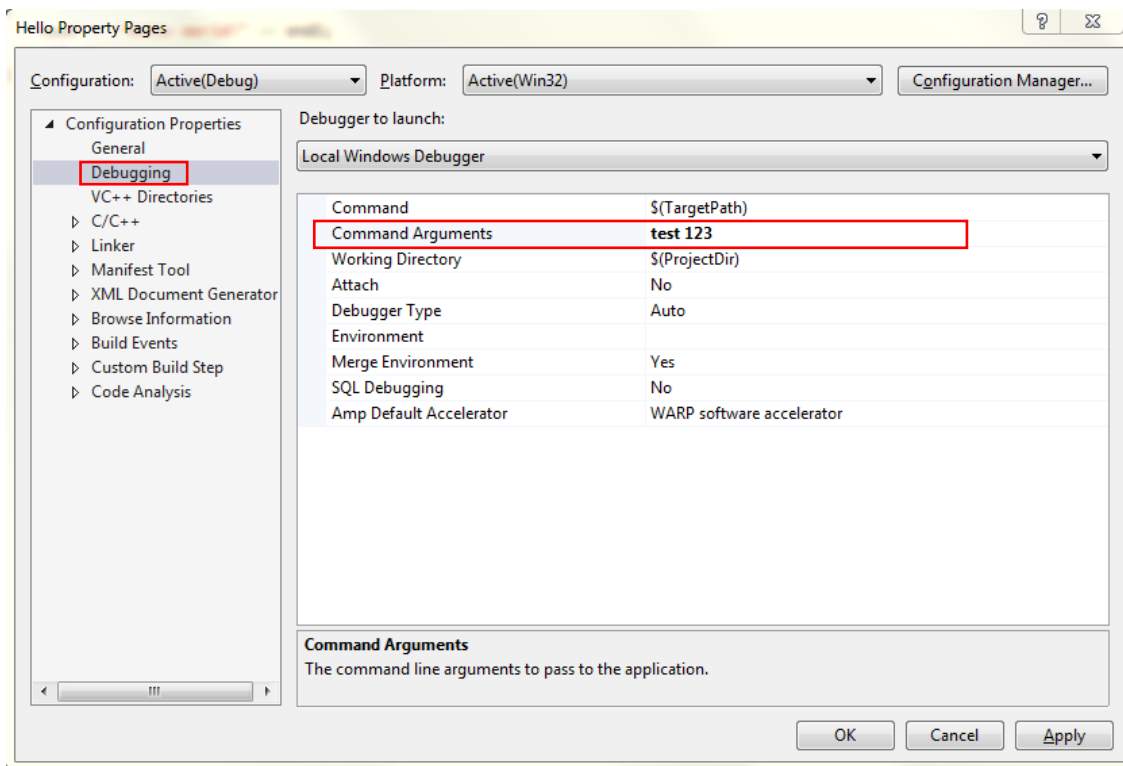 Hello Property Pages
Configuration: Active(Debug) Platform: Active(Win32) Configuration Manager...
Configuration Properties
General
Debugging
VC++ Directories
C/C++
Linker
Manifest Tool
XML Document Generator
Browse Information
Build Events
Custom Build Step
Code Analysis
Debugger to launch:
Local Windows Debugger
Command $(TargetPath)
Command Arguments test 123
Working Directory $(ProjectDir)
Attach No
Debugger Type Auto
Environment
Merge Environment Yes
SQL Debugging No
Amp Default Accelerator WARP software accelerator
Command Arguments
The command line arguments to pass to the application.
OK Cancel Apply